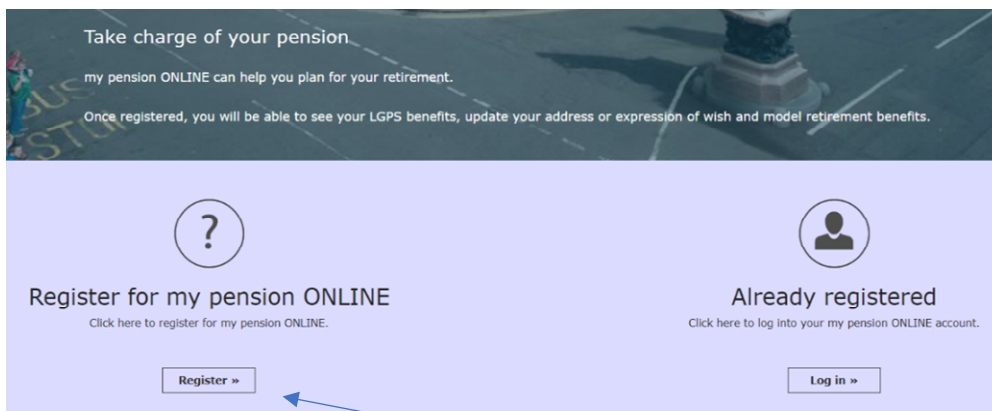 Take charge of your pension
my pension ONLINE can help you plan for your retirement.
Once registered, you will be able to see your LGPS benefits, update your address or expression of wish and model retirement benefits.
BUS
STOP
?
Register for my pension ONLINE
Click here to register for my pension ONLINE.
Register »
Already registered
Click here to log into your my pension ONLINE account.
Log in »